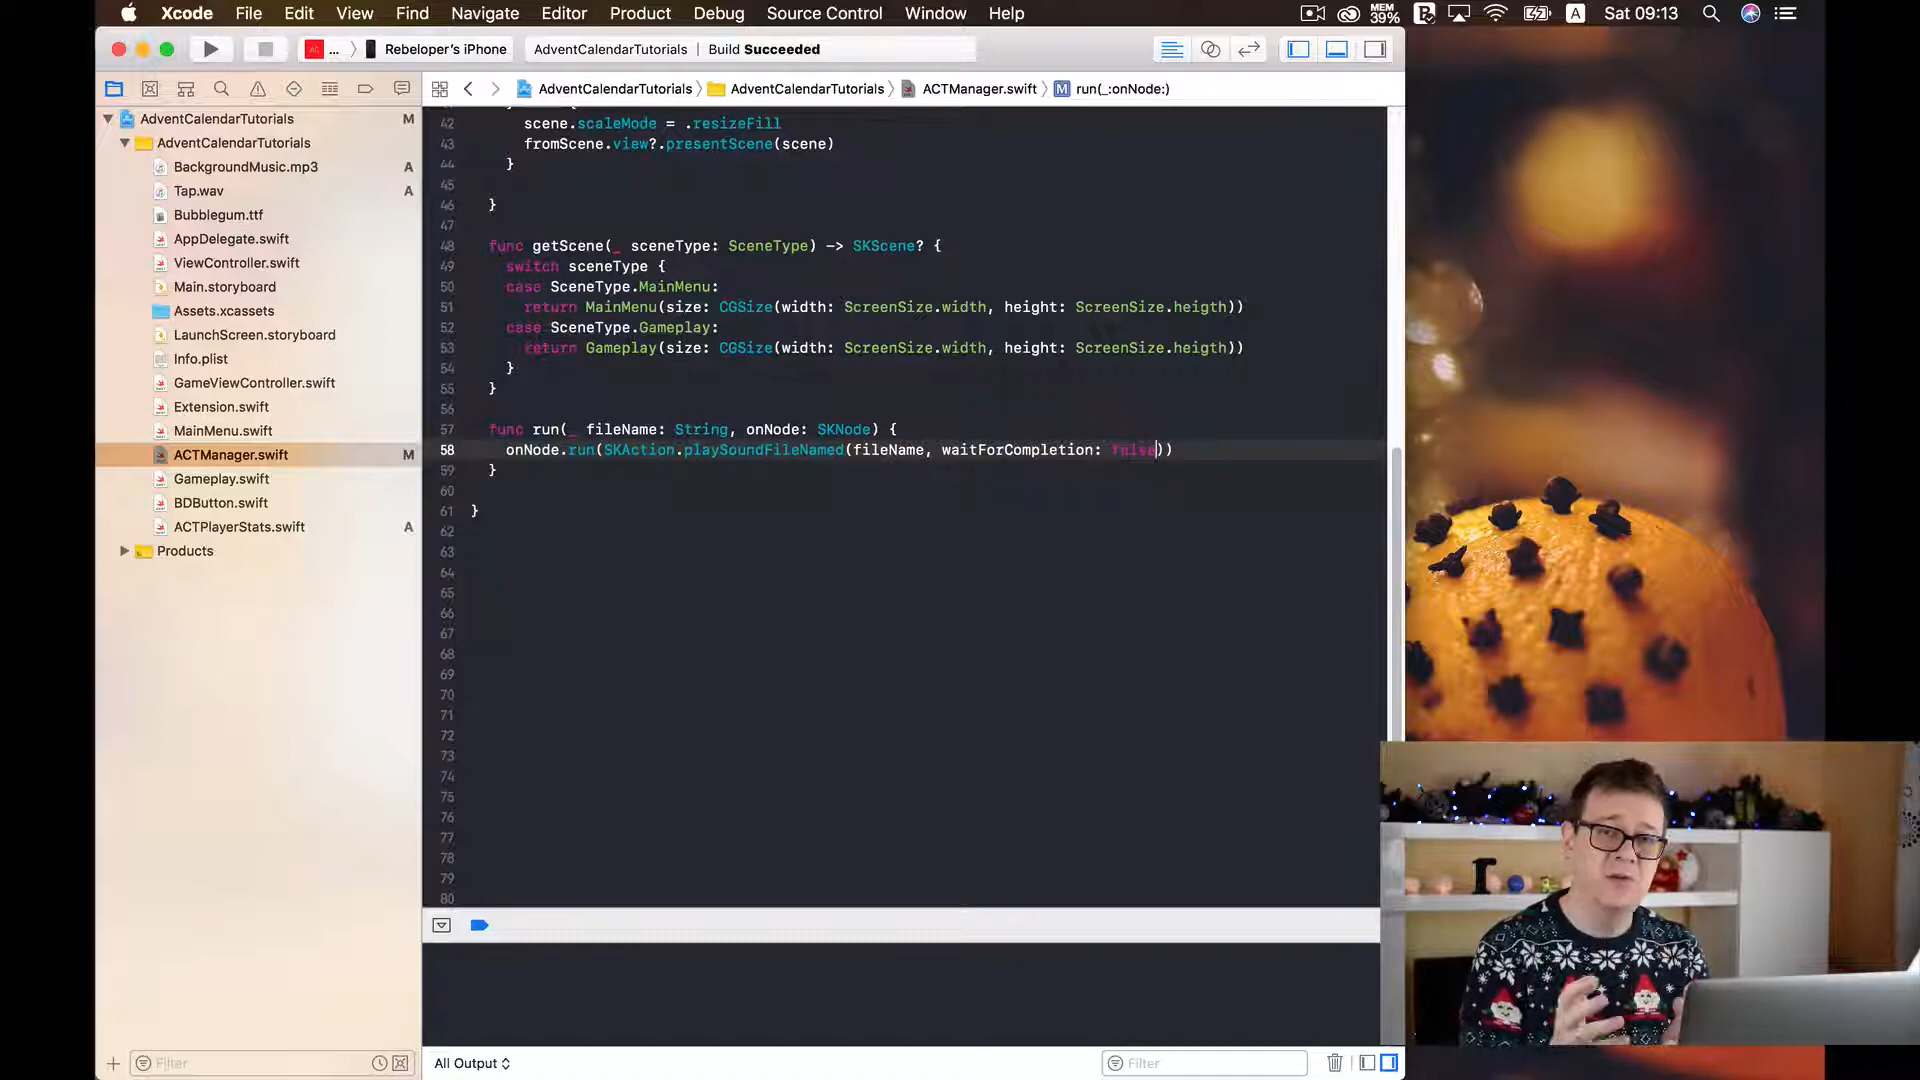 Xcode File Edit View Find Navigate Editor Product Debug Source Control Window Help MEM 39% A Sat 09:13
... Rebeloper's iPhone AdventCalendarTutorials | Build Succeeded
AdventCalendarTutorials AdventCalendarTutorials ACTManager.swift M run(_:onNode:)
AdventCalendarTutorials M
AdventCalendarTutorials
BackgroundMusic.mp3 A
Tap.wav A
Bubblegum.ttf
AppDelegate.swift
ViewController.swift
Main.storyboard
Assets.xcassets
LaunchScreen.storyboard
Info.plist
GameViewController.swift
Extension.swift
MainMenu.swift
ACTManager.swift M
Gameplay.swift
BDButton.swift
ACTPlayerStats.swift A
Products
Filter
42 scene.scaleMode = .resizeFill
43 fromScene.view?.presentScene(scene)
44 }
45
46 }
47
48 func getScene(_ sceneType: SceneType) -> SKScene? {
49 switch sceneType {
50 case SceneType.MainMenu:
51 return MainMenu(size: CGSize(width: ScreenSize.width, height: ScreenSize.heigth))
52 case SceneType.Gameplay:
53 return Gameplay(size: CGSize(width: ScreenSize.width, height: ScreenSize.heigth))
54 }
55 }
56
57 func run(_ fileName: String, onNode: SKNode) {
58 onNode.run(SKAction.playSoundFileNamed(fileName, waitForCompletion: false))
59 }
60
61 }
62
63
64
65
66
67
68
69
70
71
72
73
74
75
76
77
78
79
80
All Output Filter